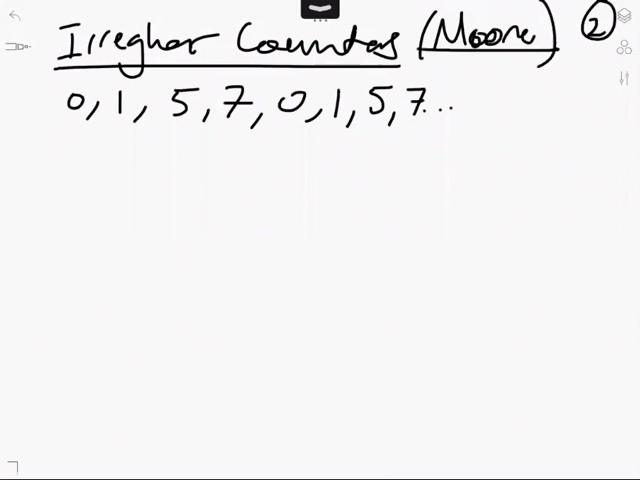 Irregular Counters (Moore) 2
0, 1, 5, 7, 0, 1, 5, 7...